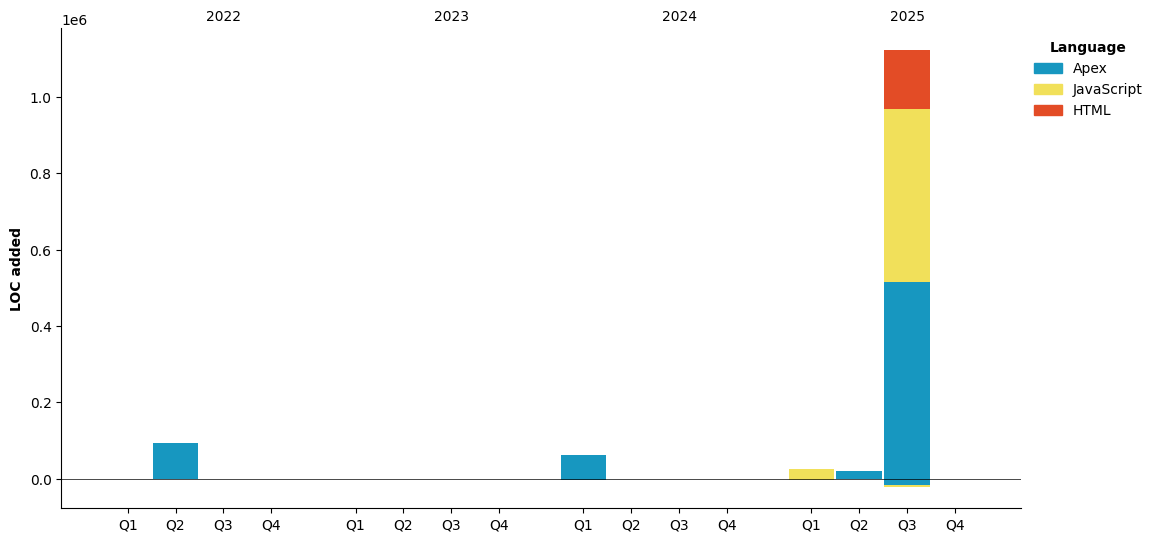 1e6
2022 2023 2024 2025
Language
Apex
JavaScript
HTML
LOC added
1.0
0.8
0.6
0.4
0.2
0.0
Q1 Q2 Q3 Q4 Q1 Q2 Q3 Q4 Q1 Q2 Q3 Q4 Q1 Q2 Q3 Q4